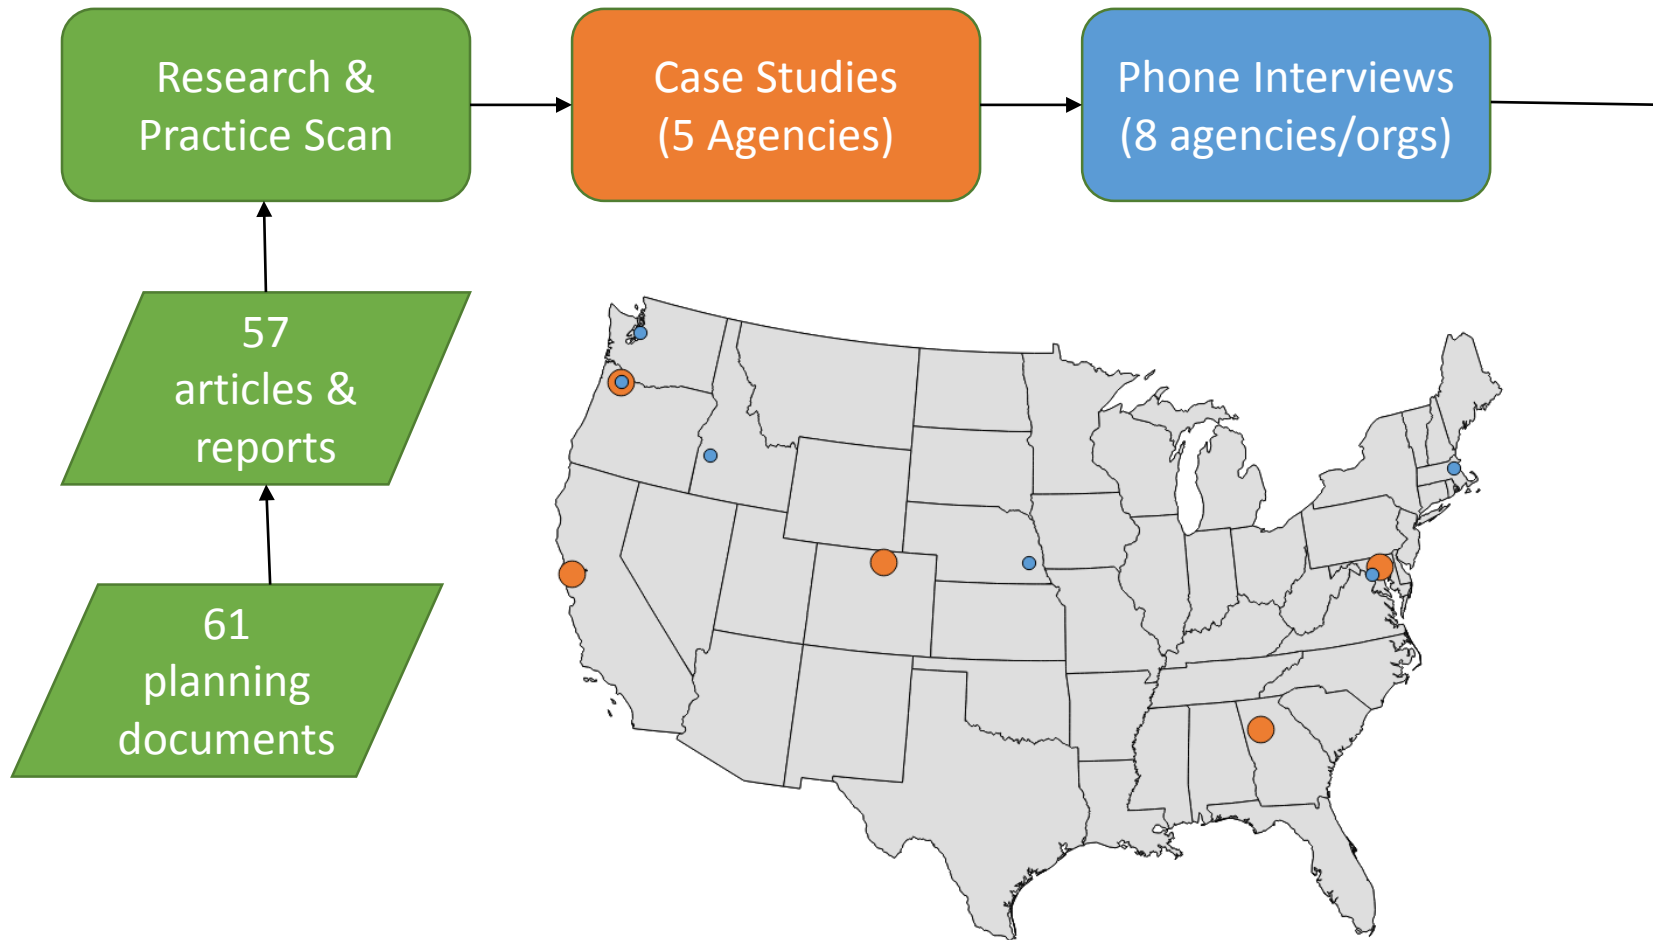 Research &
Practice Scan
Case Studies
(5 Agencies)
Phone Interviews
(8 agencies/orgs)
57
articles &
reports
61
planning
documents